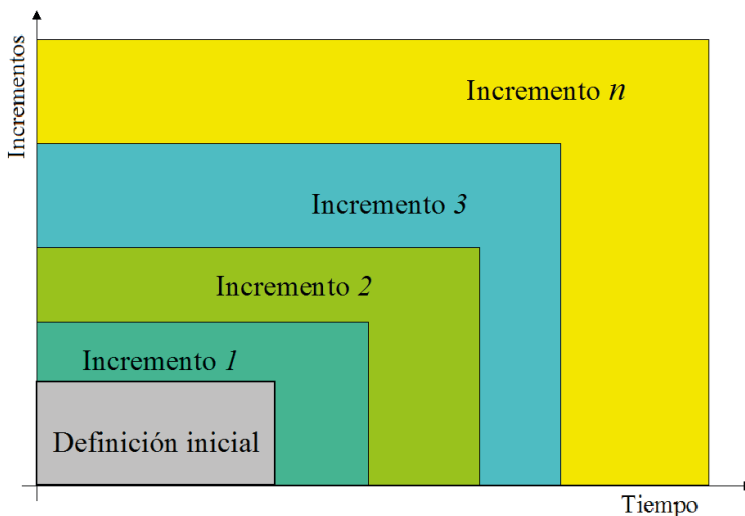 Incrementos
Incremento n
Incremento 3
Incremento 2
Incremento 1
Definición inicial
Tiempo